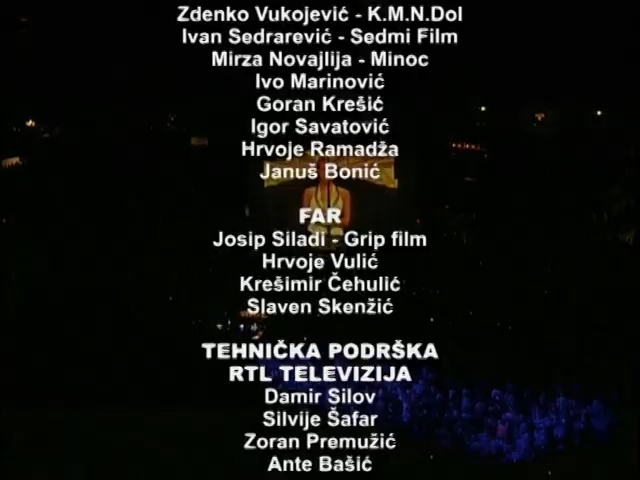 Zdenko Vukojević - K.M.N.Dol
Ivan Sedrarević - Sedmi Film
Mirza Novajlija - Minoc
Ivo Marinović
Goran Krešić
Igor Savatović
Hrvoje Ramadža
Januš Bonić
FAR
Josip Siladi - Grip film
Hrvoje Vulić
Krešimir Čehulić
Slaven Skenžić
TEHNIČKA PODRŠKA
RTL TELEVIZIJA
Damir Silov
Silvije Šafar
Zoran Premužić
Ante Bašić